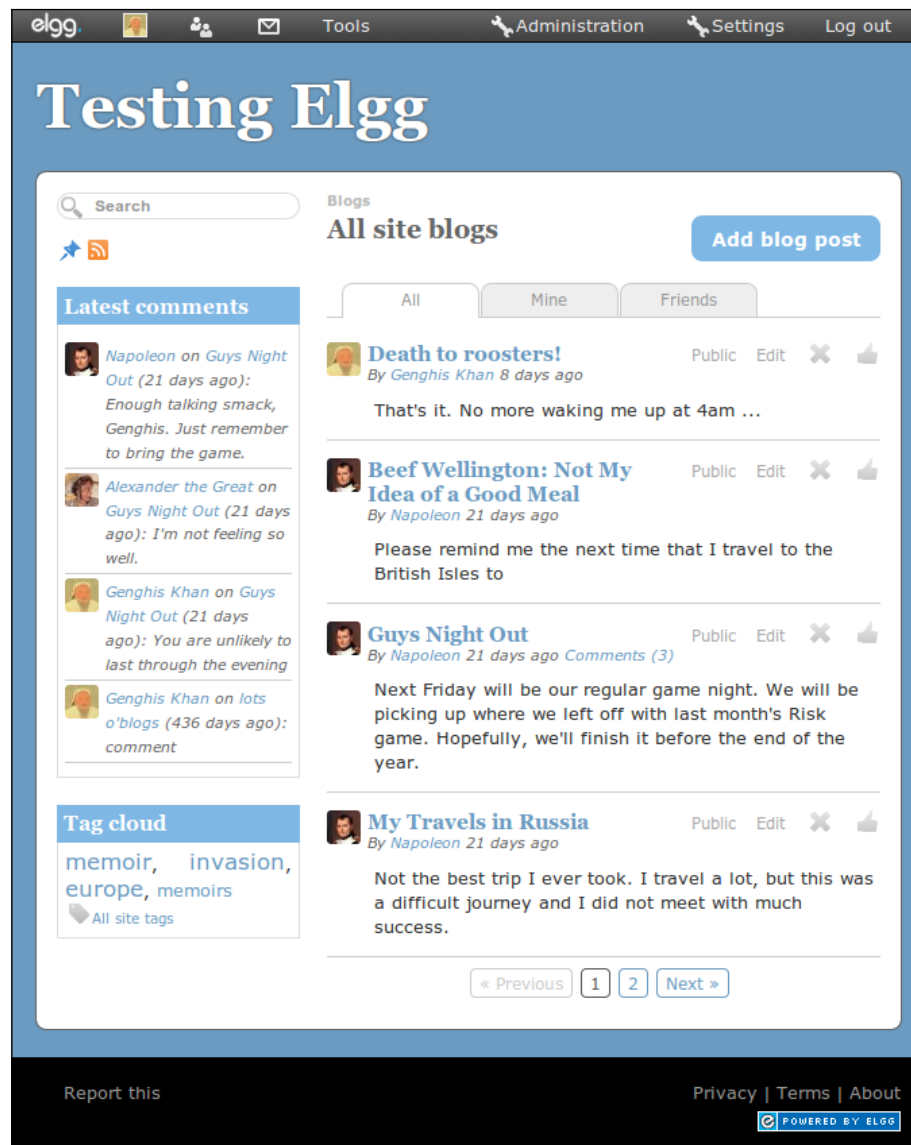 elgg. Tools Administration Settings Log out
Testing Elgg
Search
Latest comments
Napoleon on Guys Night
Out (21 days ago):
Enough talking smack,
Genghis. Just remember
to bring the game.
Alexander the Great on
Guys Night Out (21 days
ago): I'm not feeling so
well.
Genghis Khan on Guys
Night Out (21 days
ago): You are unlikely to
last through the evening
Genghis Khan on lots
o'blogs (436 days ago):
comment
Tag cloud
memoir, invasion,
europe, memoirs
All site tags
Blogs
All site blogs
Add blog post
All Mine Friends
Death to roosters! Public Edit
By Genghis Khan 8 days ago
That's it. No more waking me up at 4am ...
Beef Wellington: Not My Public Edit
Idea of a Good Meal
By Napoleon 21 days ago
Please remind me the next time that I travel to the
British Isles to
Guys Night Out Public Edit
By Napoleon 21 days ago Comments (3)
Next Friday will be our regular game night. We will be
picking up where we left off with last month's Risk
game. Hopefully, we'll finish it before the end of the
year.
My Travels in Russia Public Edit
By Napoleon 21 days ago
Not the best trip I ever took. I travel a lot, but this was
a difficult journey and I did not meet with much
success.
« Previous 1 2 Next »
Report this Privacy | Terms | About
POWERED BY ELGG